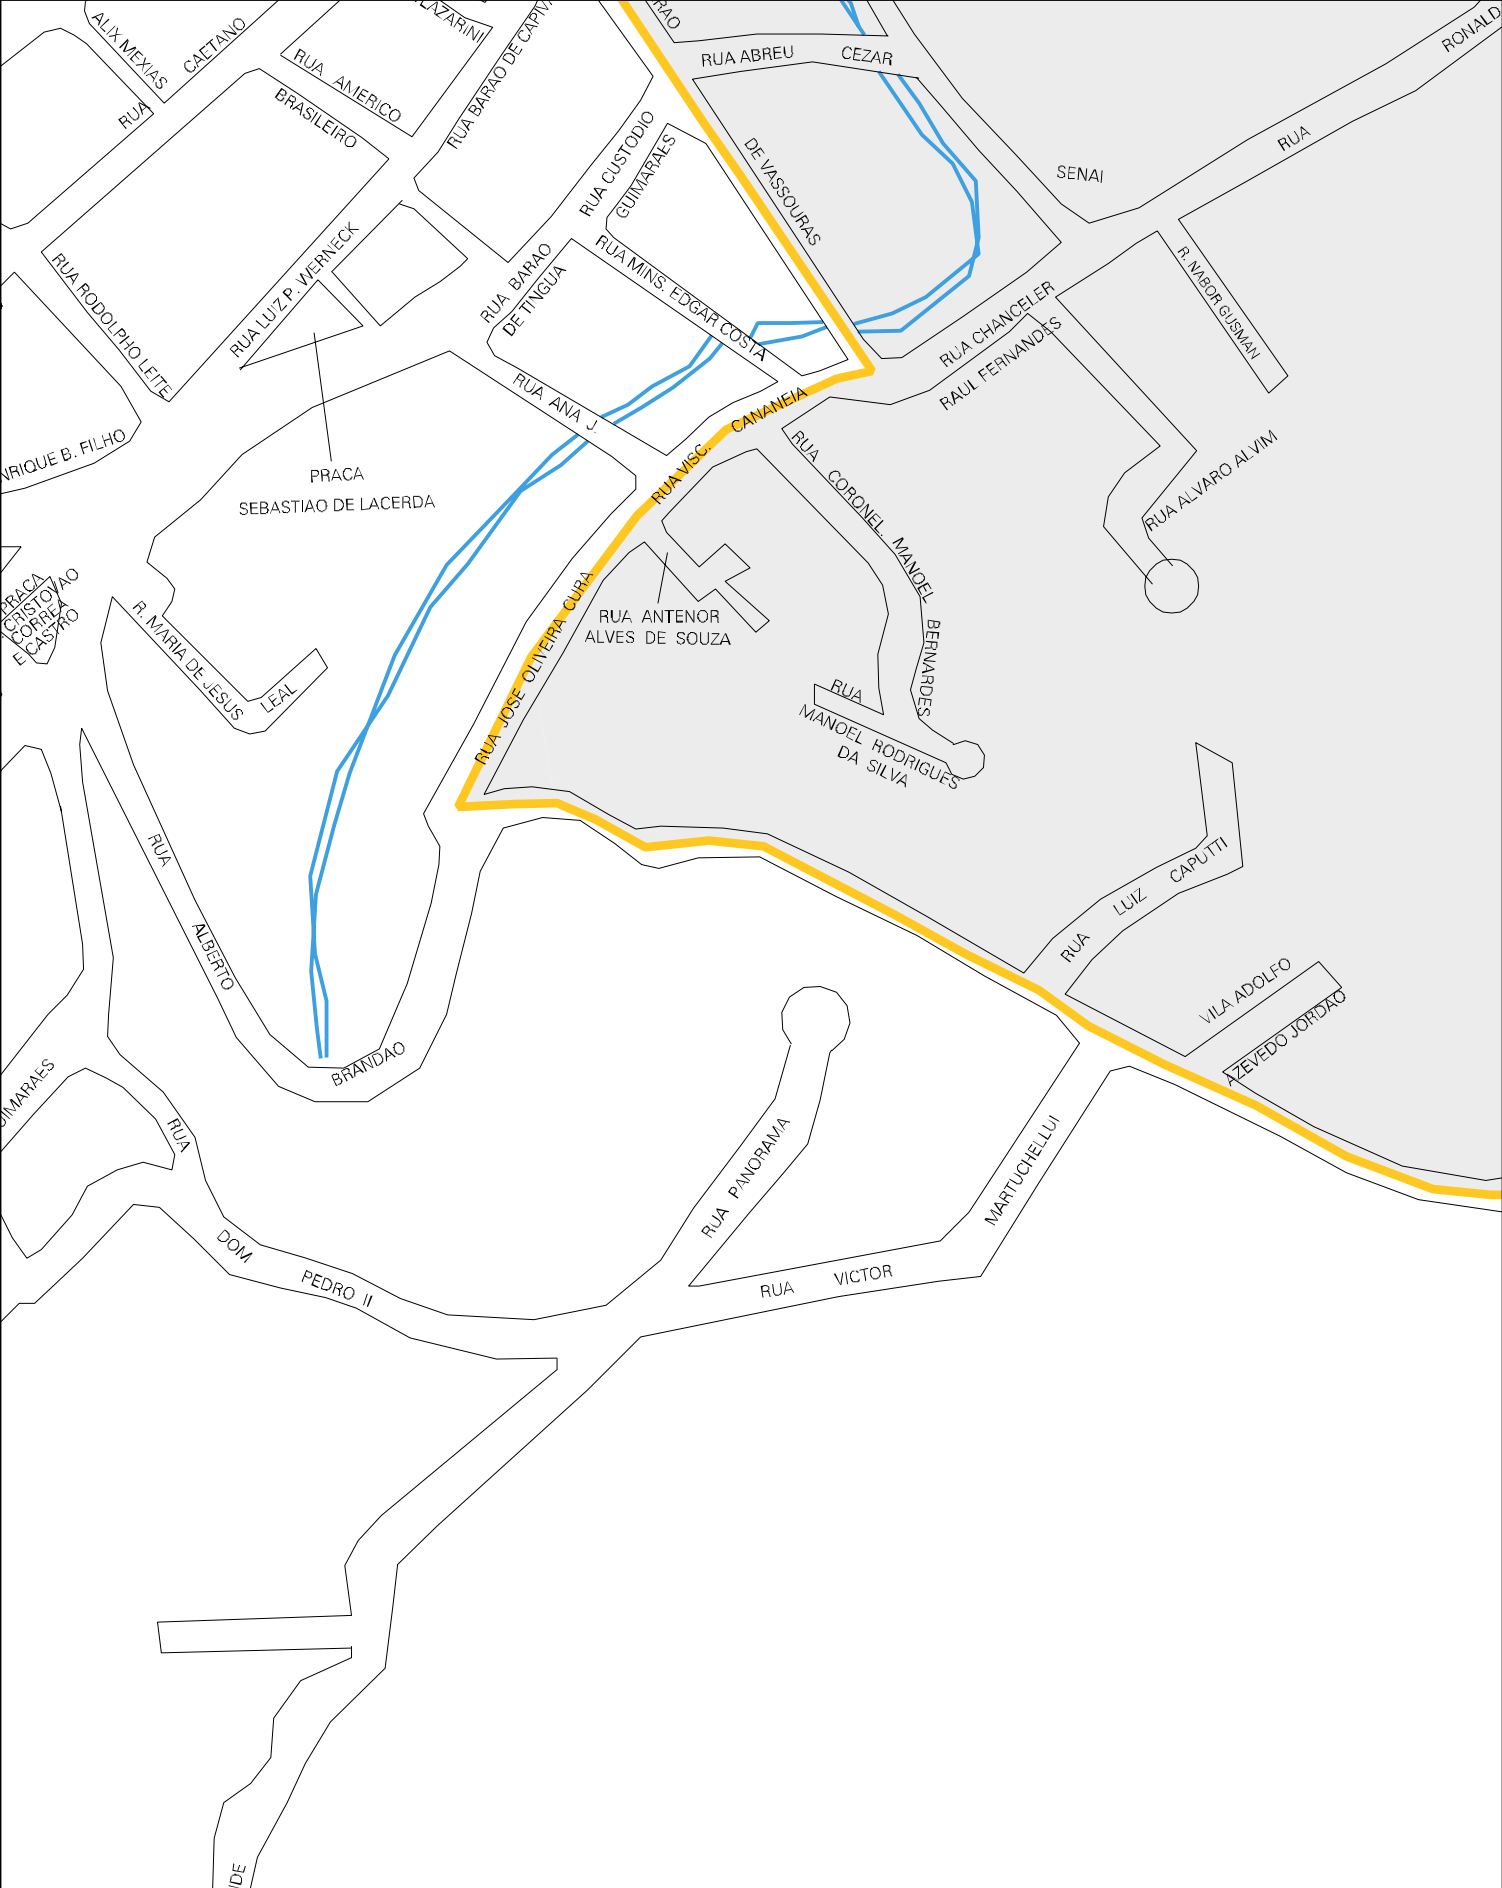 ALIX MEXIAS
CAETANO
RUA
LAZARINI
RUA AMERICO
BRASILEIRO
RUA BARAO DE
RUA ABREU CEZAR
RUA CUSTODIO
GUIMARAES
DE VASSOURAS
SENAI
RUA
RONALD
RUA RODOLPHO LEITE
RUA LUIZ P. WERNECK
RUA BARAO
DE TINGUA
RUA MINS. EDGAR COSTA
RUA CHANCELER
RAUL FERNANDES
R. NABOR GUSMAN
RUA ANA J.
RUA VISC. CANANEIA
B. FILHO
PRACA
SEBASTIAO DE LACERDA
RUA CORONEL. MANOEL BERNARDES
RUA ALVARO ALVIM
PRACA
CRISTOVAO
CORREA
E CASTRO
R. MARIA DE JESUS
LEAL
RUA JOSE OLIVEIRA CURA
RUA ANTENOR
ALVES DE SOUZA
RUA
MANOEL RODRIGUES
DA SILVA
RUA ALBERTO BRANDAO
RUA LUIZ CAPUTTI
VILA ADOLFO
AZEVEDO JORDAO
RUA
DOM
PEDRO II
RUA PANORAMA
RUA VICTOR
MARTUCHELLUI